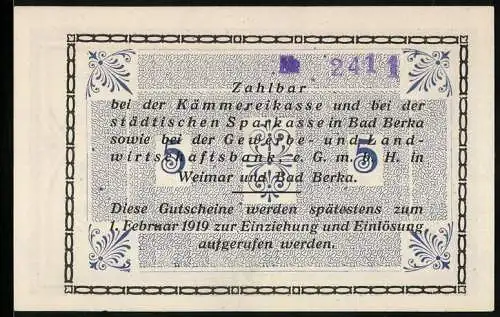 № 2411
Zahlbar
bei der Kämmereikasse und bei der
städtischen Sparkasse in Bad Berka
sowie bei der Gewerbe- und Land-
wirtschaftsbank, e. G. m. b. H. in
5 5
Weimar und Bad Berka.
Diese Gutscheine werden spätestens zum
1. Februar 1919 zur Einziehung und Einlösung
aufgerufen werden.